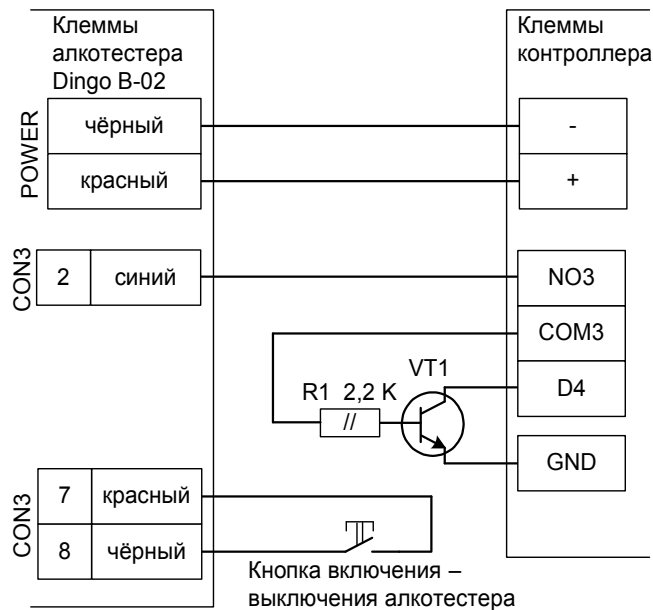 Клеммы
алкотестера
Dingo B-02
Клеммы
контроллера
POWER
чёрный
красный
-
+
CON3
2
синий
NO3
COM3
D4
GND
VT1
R1 2,2 K
//
CON3
7
красный
8
чёрный
Кнопка включения –
выключения алкотестера